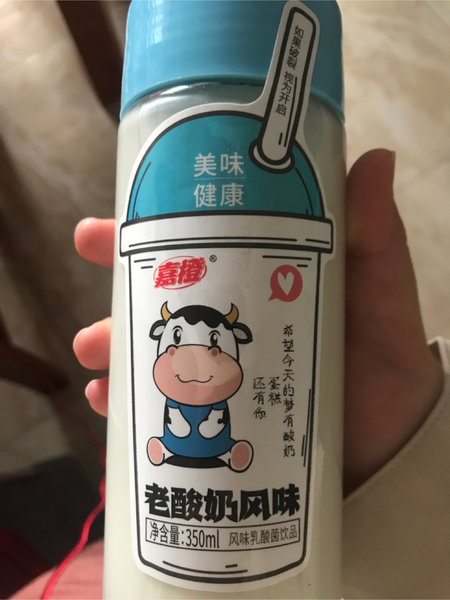 如果破裂 视为开启
美味
健康
嘉橙®
希望今天的梦有酸奶
蛋糕
还有你
老酸奶风味
净含量:350ml 风味乳酸菌饮品